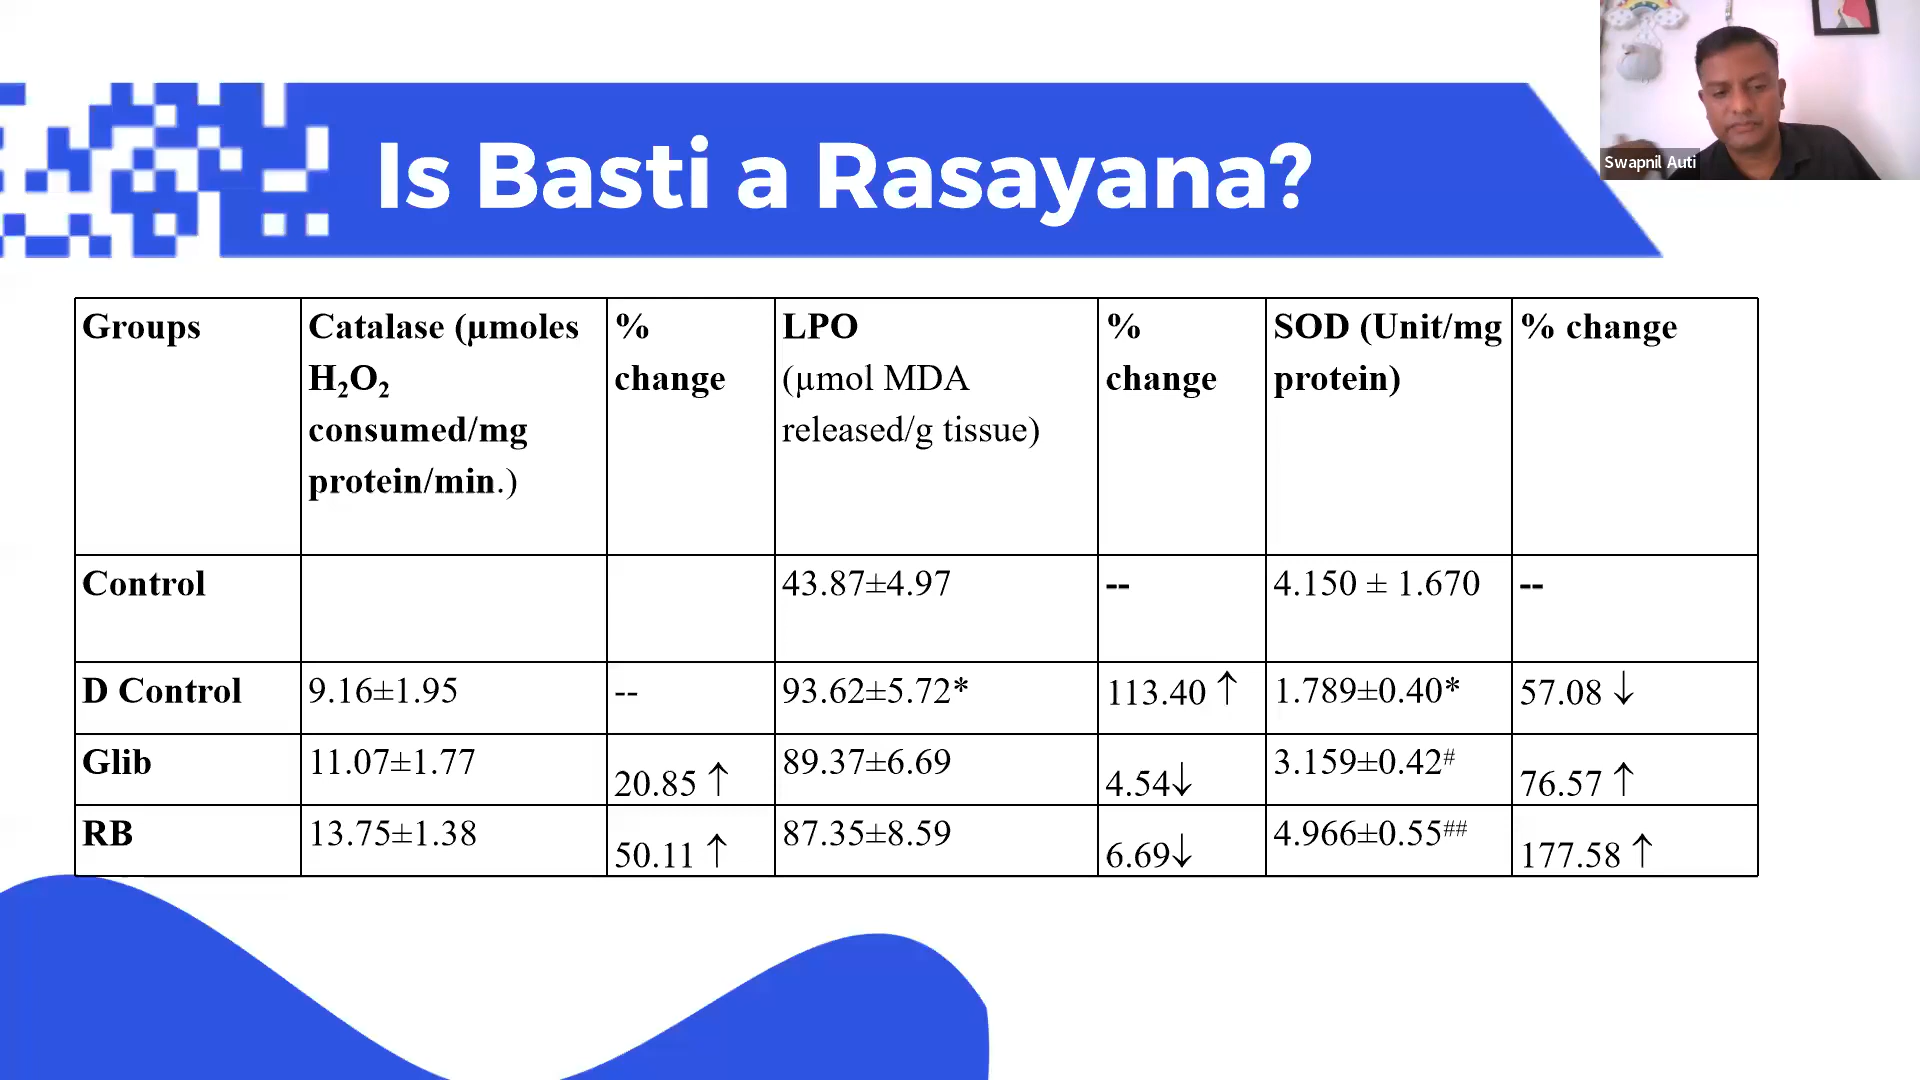 Is Basti a Rasayana?
Swapnil Auti
Groups
Catalase (µmoles
H₂O₂
consumed/mg
protein/min.)
%
change
LPO
(µmol MDA
released/g tissue)
%
change
SOD (Unit/mg
protein)
% change
Control
43.87±4.97
--
4.150 ± 1.670
--
D Control
9.16±1.95
--
93.62±5.72*
113.40 ↑
1.789±0.40*
57.08 ↓
Glib
11.07±1.77
20.85 ↑
89.37±6.69
4.54↓
3.159±0.42#
76.57 ↑
RB
13.75±1.38
50.11 ↑
87.35±8.59
6.69↓
4.966±0.55##
177.58 ↑